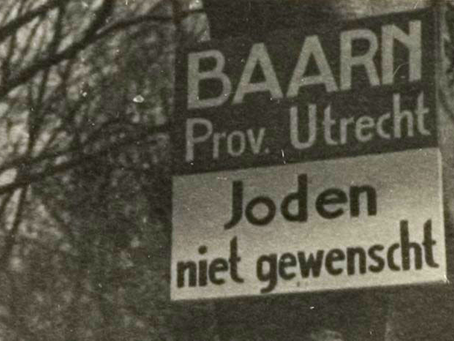 BAARN
Prov. Utrecht
Joden
niet gewenscht